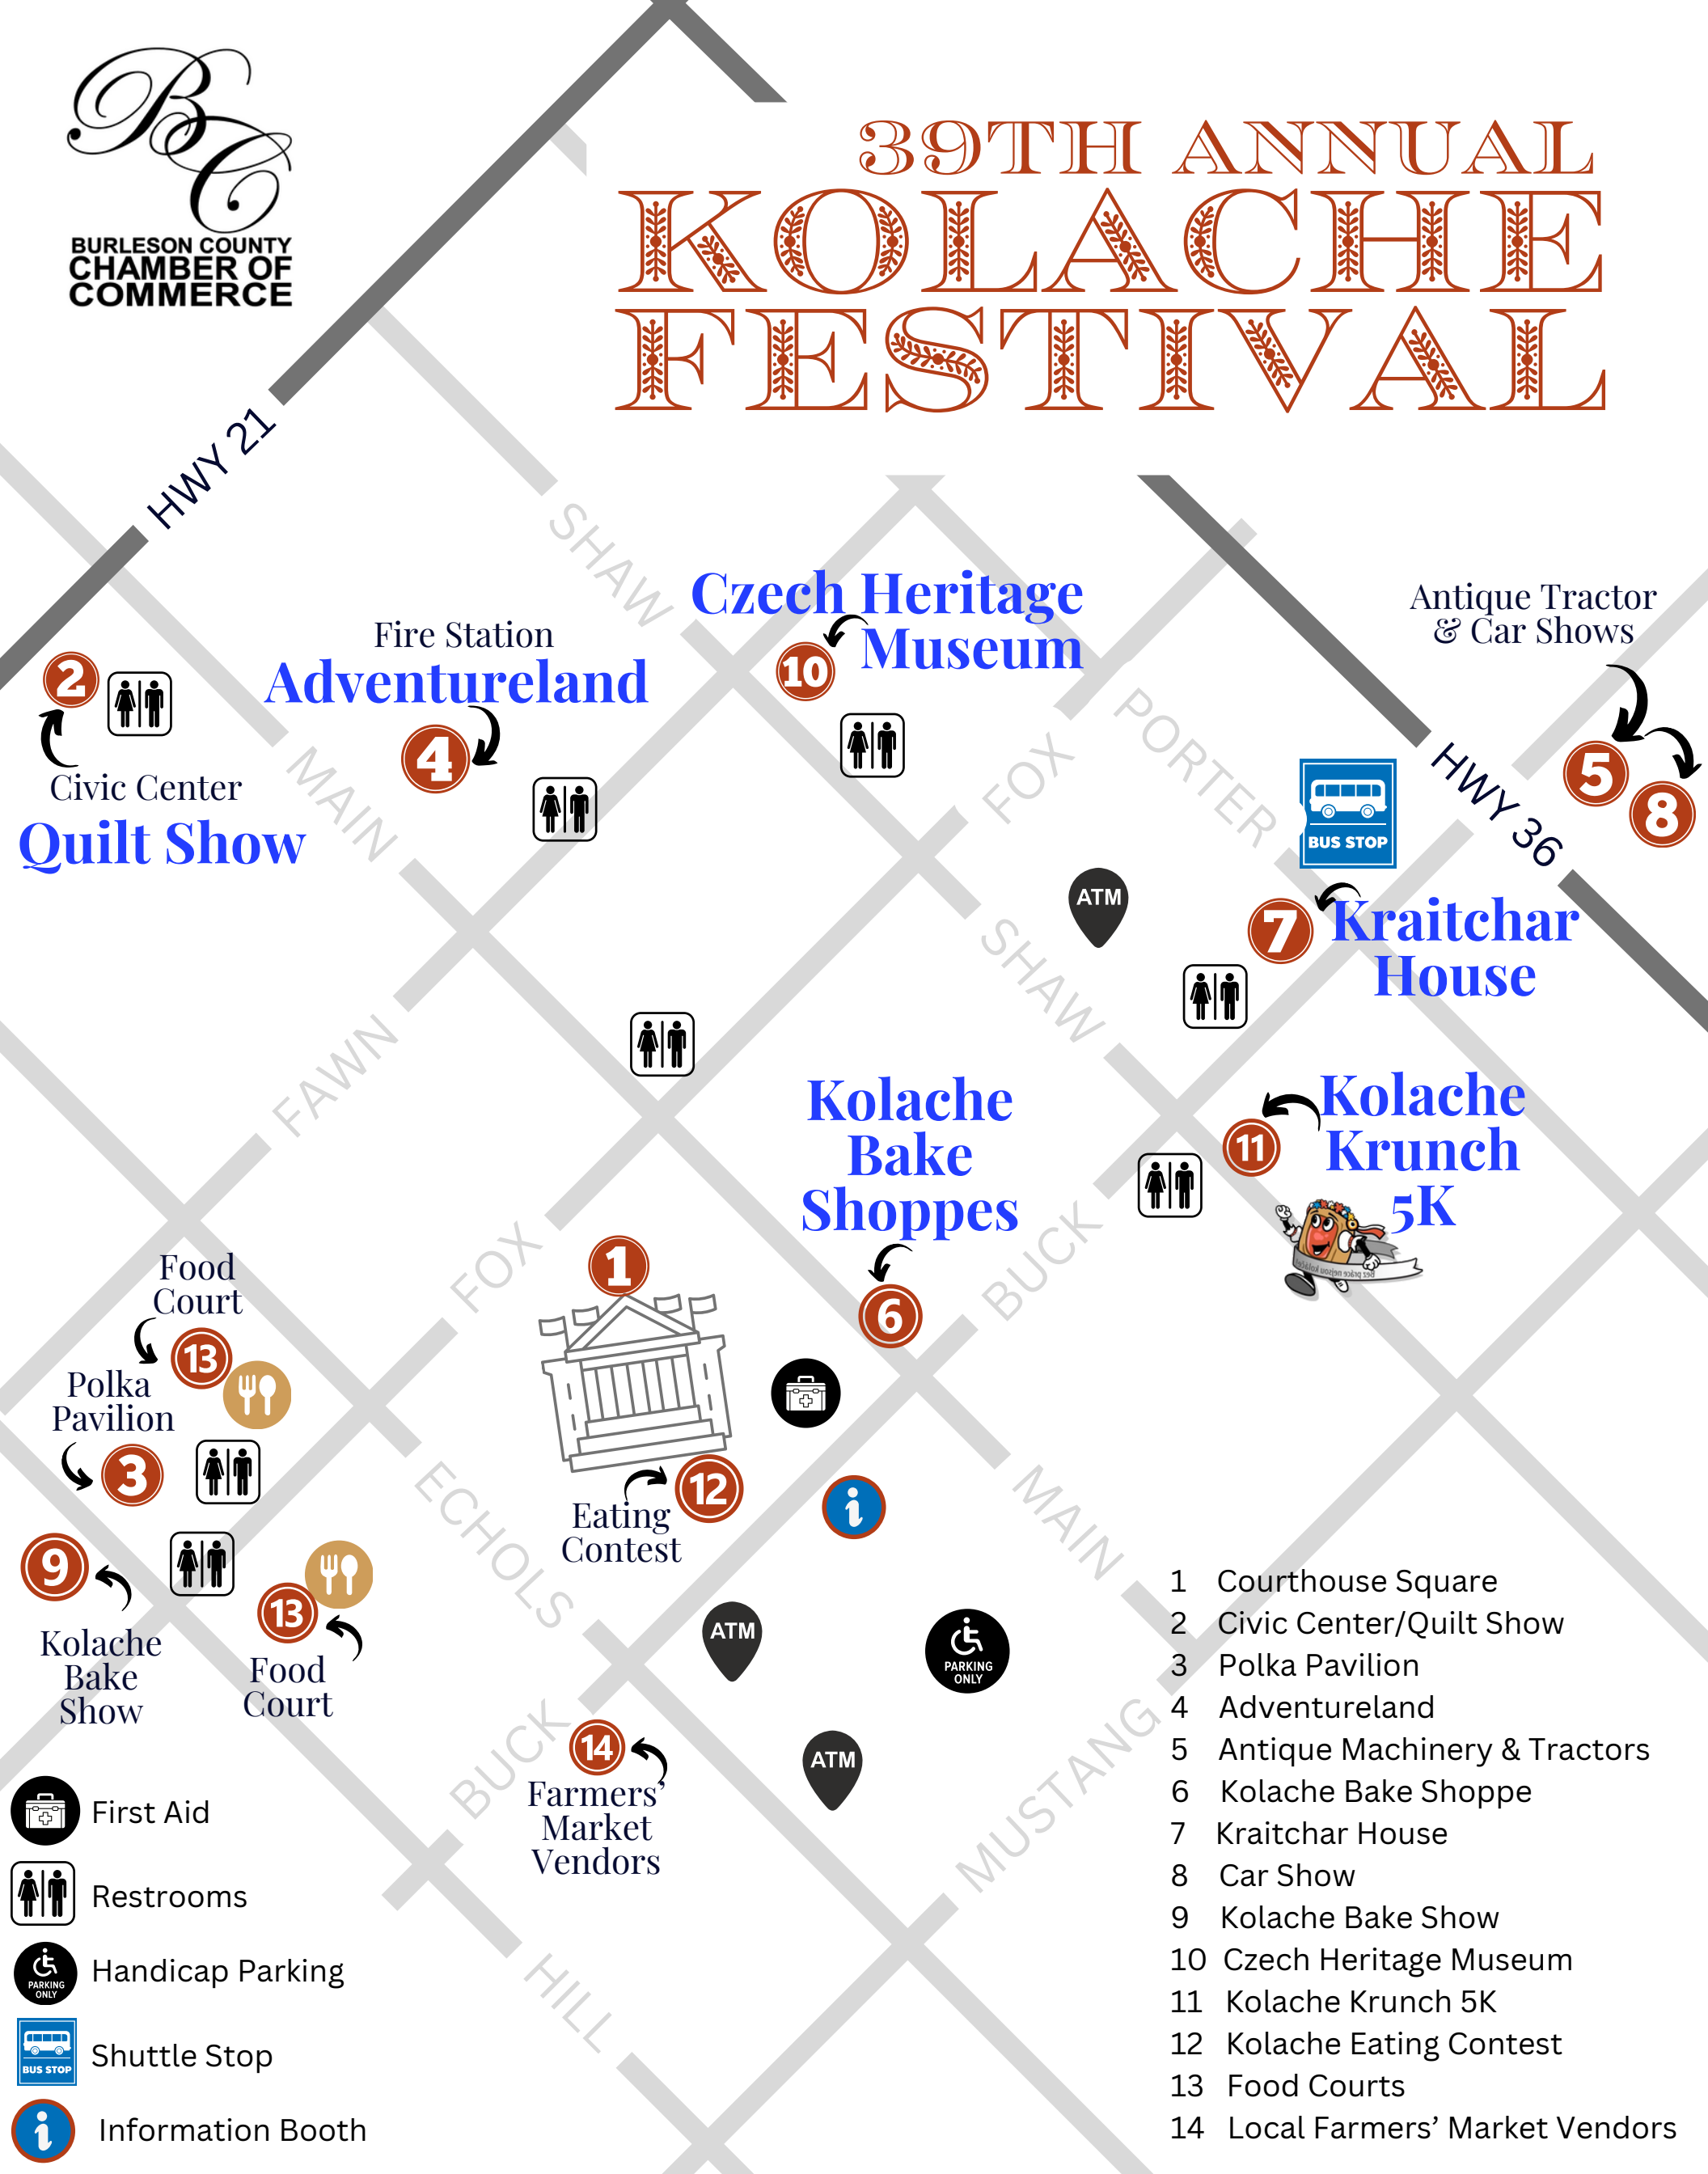 BC
BURLESON COUNTY
CHAMBER OF
COMMERCE
39TH ANNUAL
KOLACHE
FESTIVAL
HWY 21
SHAW
Czech Heritage
Museum
10
Antique Tractor
& Car Shows
Fire Station
Adventureland
4
2
Civic Center
Quilt Show
MAIN
FOX
PORTER
BUS STOP
HWY 36
5
8
ATM
7
Kraitchar
House
SHAW
FAWN
Kolache
Bake
Shoppes
6
Kolache
Krunch
5K
11
bez práce nejsou koláče
BUCK
FOX
1
Food
Court
13
Polka
Pavilion
3
ECHOLS
12
Eating
Contest
i
MAIN
9
Kolache
Bake
Show
13
Food
Court
ATM
PARKING
ONLY
BUCK
14
Farmers’
Market
Vendors
ATM
MUSTANG
HILL
First Aid
Restrooms
PARKING
ONLY
Handicap Parking
BUS STOP
Shuttle Stop
i
Information Booth
1 Courthouse Square
2 Civic Center/Quilt Show
3 Polka Pavilion
4 Adventureland
5 Antique Machinery & Tractors
6 Kolache Bake Shoppe
7 Kraitchar House
8 Car Show
9 Kolache Bake Show
10 Czech Heritage Museum
11 Kolache Krunch 5K
12 Kolache Eating Contest
13 Food Courts
14 Local Farmers’ Market Vendors